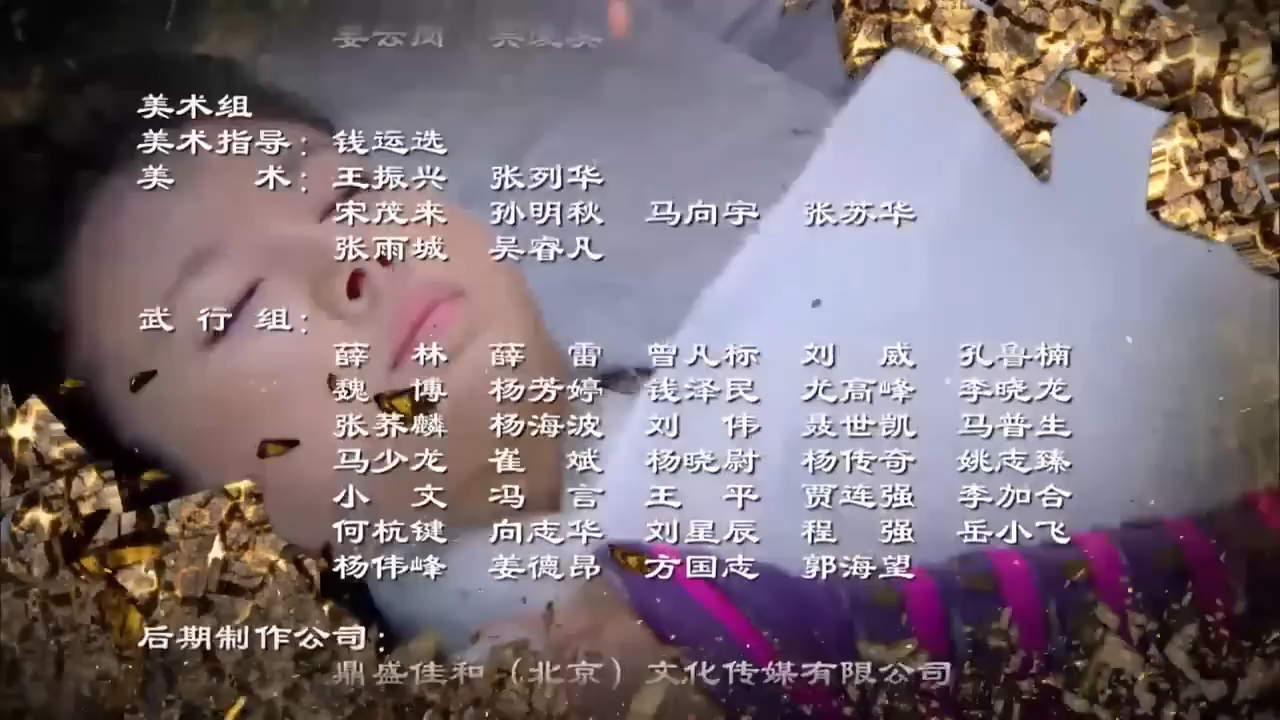 美术组
美术指导：钱运选
美 术：王振兴 张列华
宋茂来 孙明秋 马向宇 张苏华
张雨城 吴睿凡
武行组：
薛 林 薛 雷 曾凡标 刘 威 孔鲁楠
魏 博 杨芳婷 钱泽民 尤高峰 李晓龙
张荞麟 杨海波 刘 伟 聂世凯 马普生
马少龙 崔 斌 杨晓尉 杨传奇 姚志臻
小 文 冯 言 王 平 贾连强 李加合
何杭键 向志华 刘星辰 程 强 岳小飞
杨伟峰 姜德昂 方国志 郭海望
后期制作公司：
鼎盛佳和（北京）文化传媒有限公司